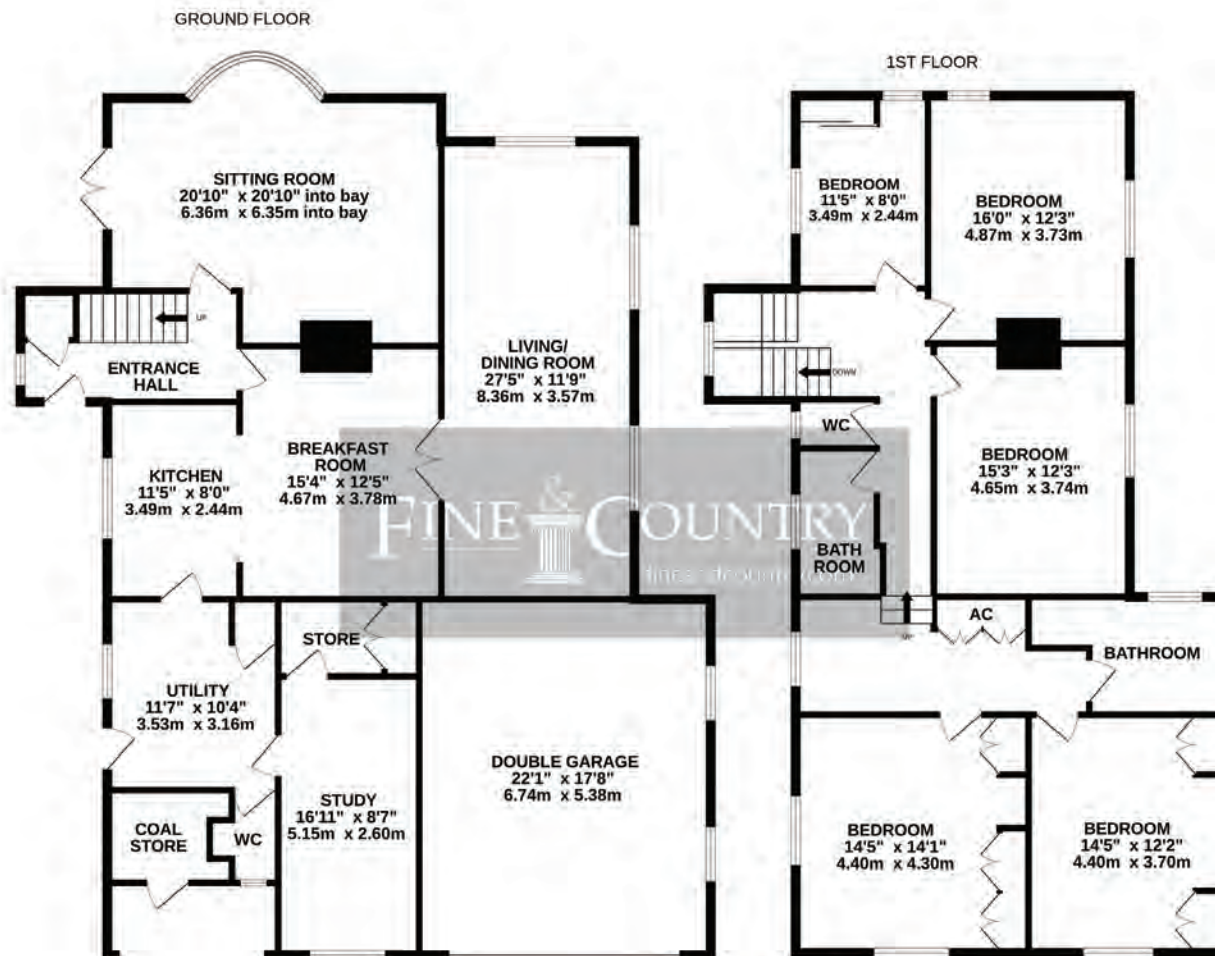 GROUND FLOOR
SITTING ROOM
20'10" x 20'10" into bay
6.36m x 6.35m into bay
UP
ENTRANCE
HALL
LIVING/
DINING ROOM
27'5" x 11'9"
8.36m x 3.57m
KITCHEN
11'5" x 8'0"
3.49m x 2.44m
BREAKFAST
ROOM
15'4" x 12'5"
4.67m x 3.78m
STORE
UTILITY
11'7" x 10'4"
3.53m x 3.16m
DOUBLE GARAGE
22'1" x 17'8"
6.74m x 5.38m
STUDY
16'11" x 8'7"
5.15m x 2.60m
COAL
STORE
WC
1ST FLOOR
BEDROOM
11'5" x 8'0"
3.49m x 2.44m
BEDROOM
16'0" x 12'3"
4.87m x 3.73m
DOWN
WC
BEDROOM
15'3" x 12'3"
4.65m x 3.74m
BATH
ROOM
UP
AC
BATHROOM
BEDROOM
14'5" x 14'1"
4.40m x 4.30m
BEDROOM
14'5" x 12'2"
4.40m x 3.70m
FINE & COUNTRY